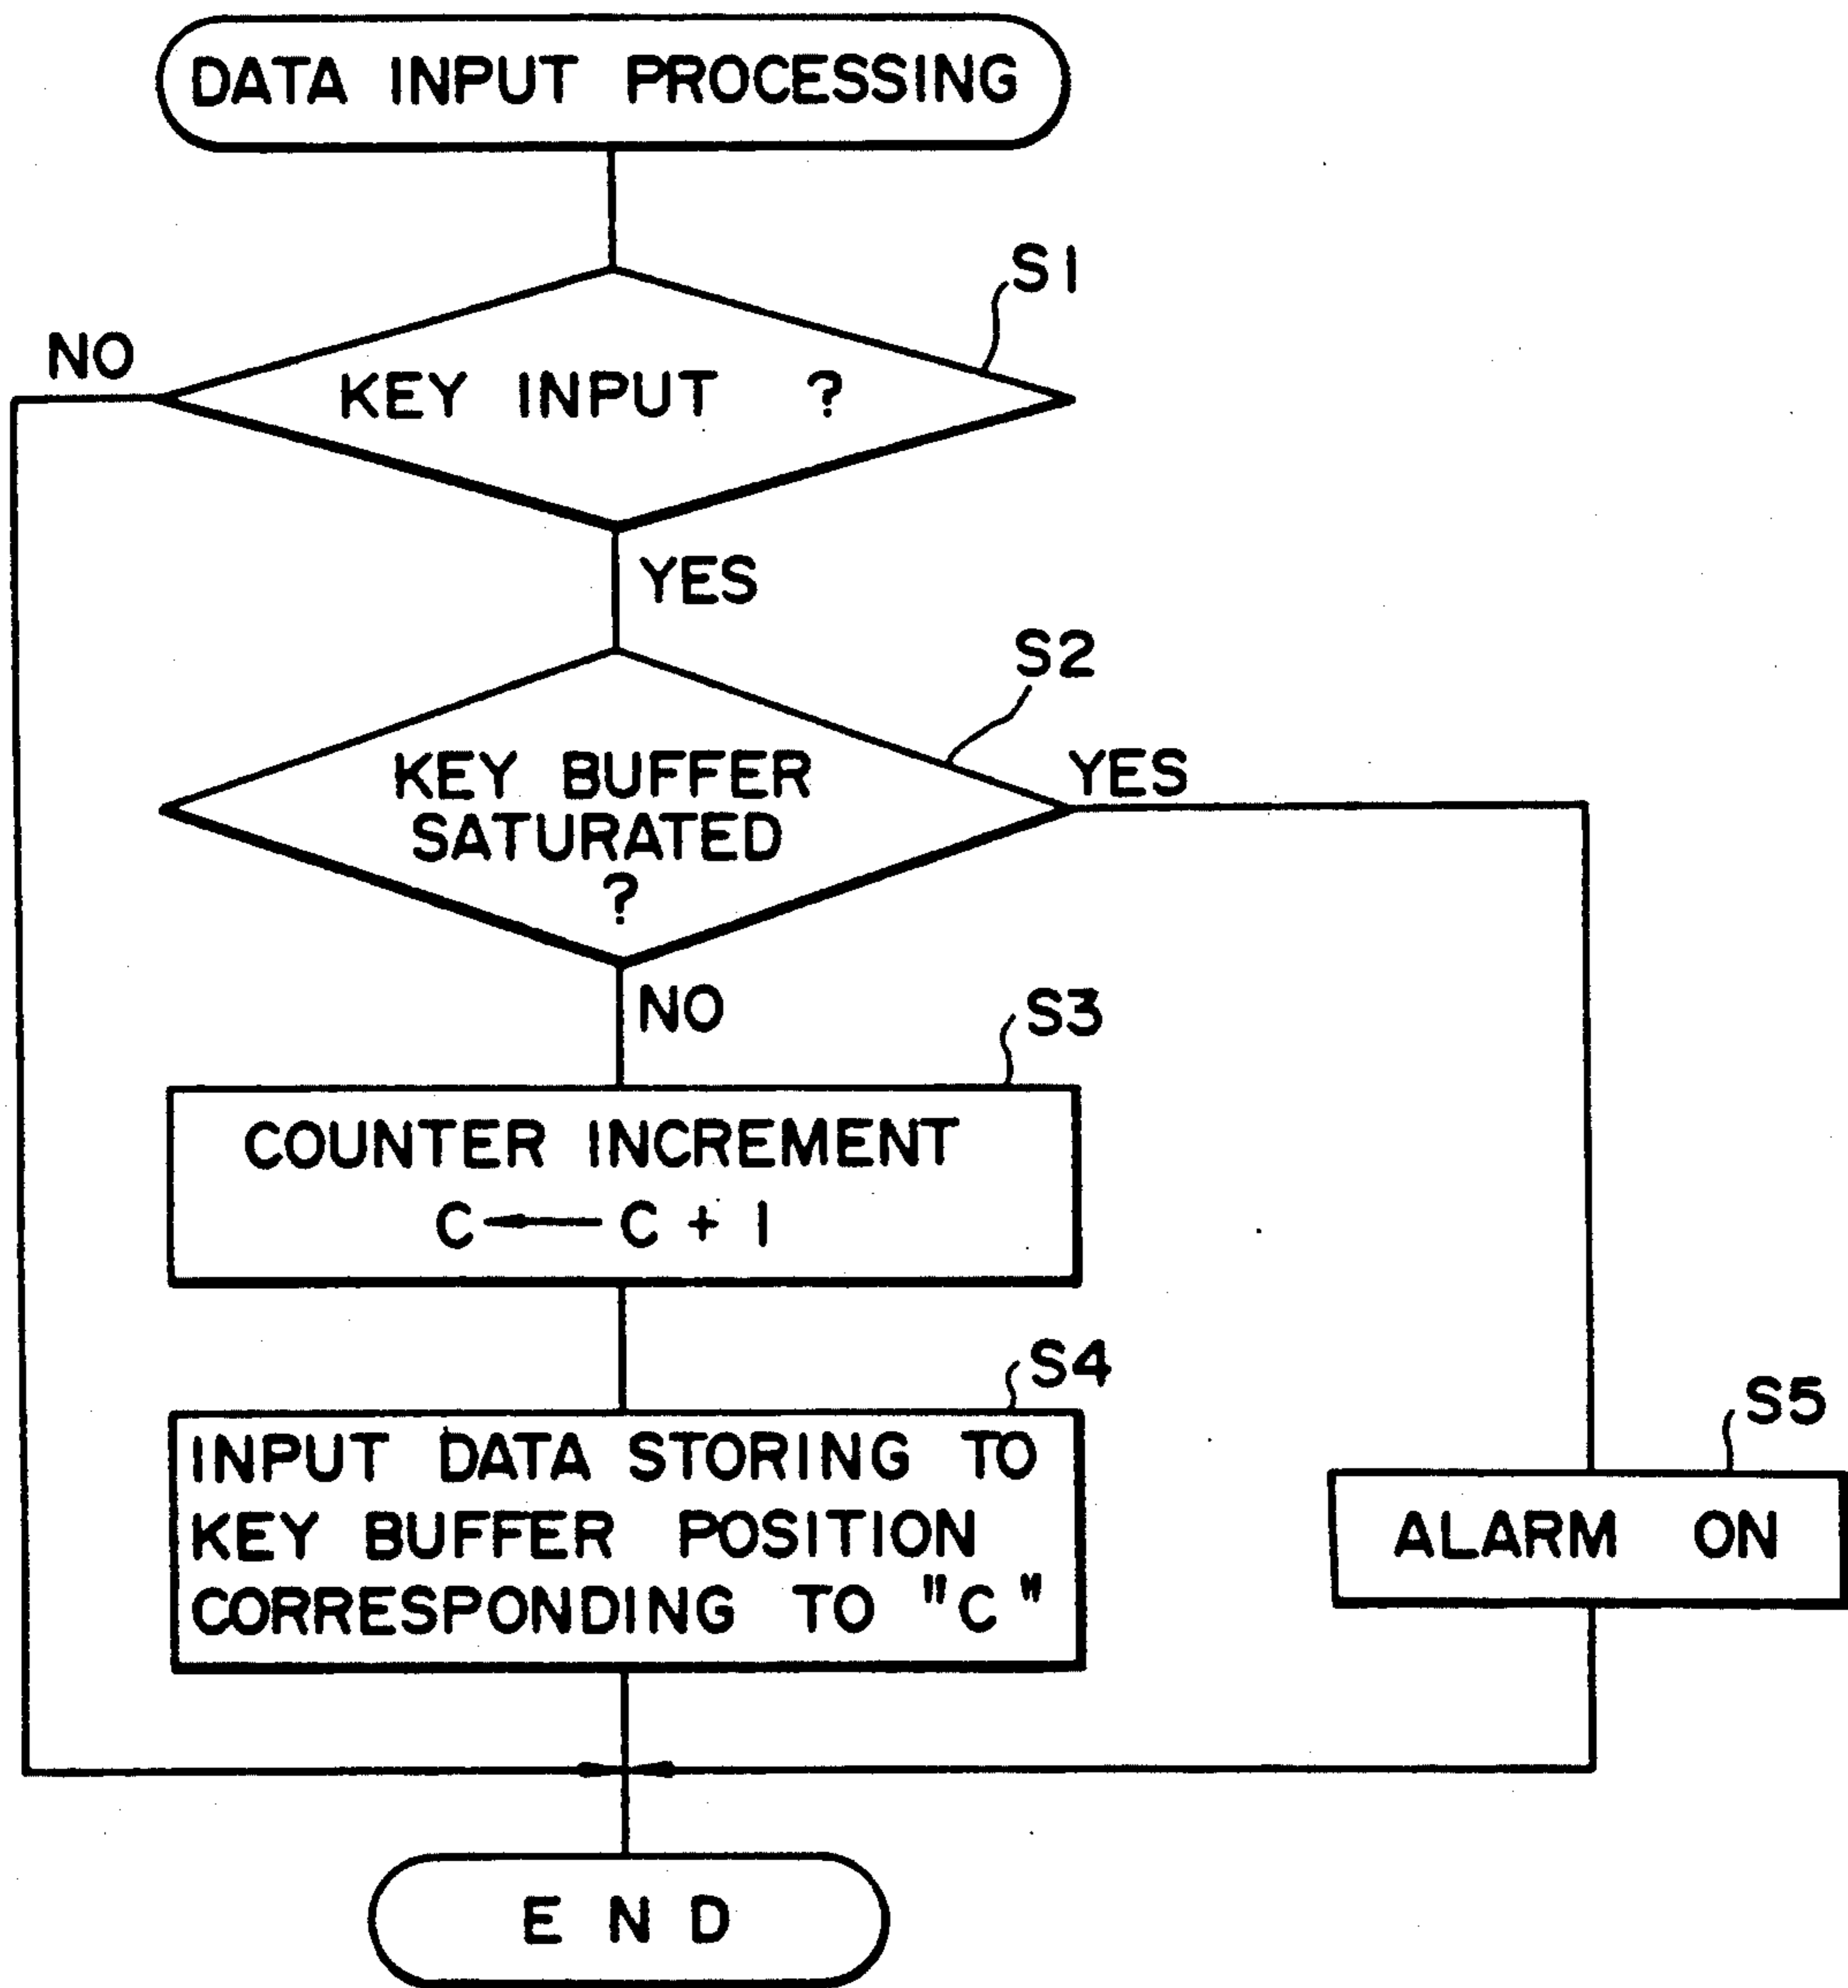 DATA INPUT PROCESSING
S1
NO
KEY INPUT ?
YES
S2
KEY BUFFER
SATURATED
?
YES
NO
S3
COUNTER INCREMENT
C ← C + 1
S4
INPUT DATA STORING TO
KEY BUFFER POSITION
CORRESPONDING TO "C"
S5
ALARM ON
END